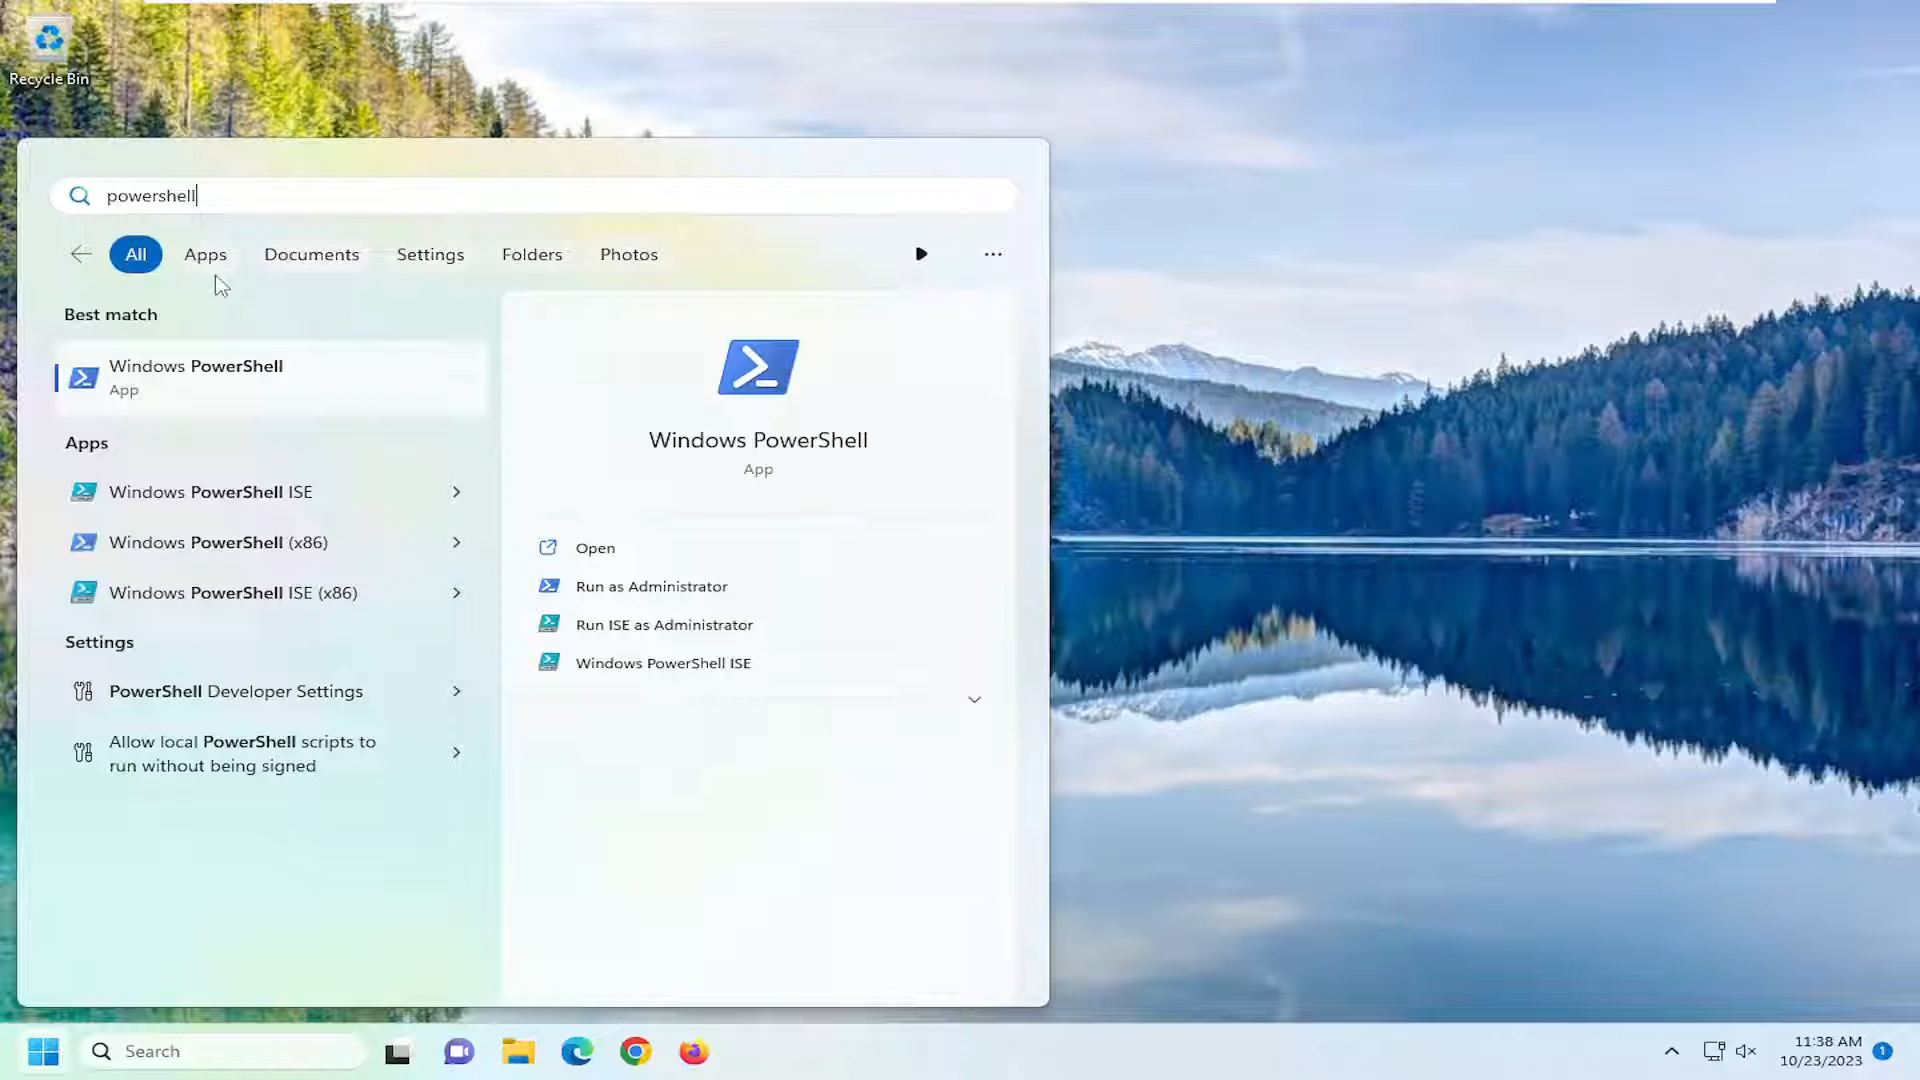 Recycle Bin
powershell
All Apps Documents Settings Folders Photos
Best match
Windows PowerShell
App
Apps
Windows PowerShell ISE
Windows PowerShell (x86)
Windows PowerShell ISE (x86)
Settings
PowerShell Developer Settings
Allow local PowerShell scripts to
run without being signed
Windows PowerShell
App
Open
Run as Administrator
Run ISE as Administrator
Windows PowerShell ISE
Search
11:38 AM
10/23/2023
1